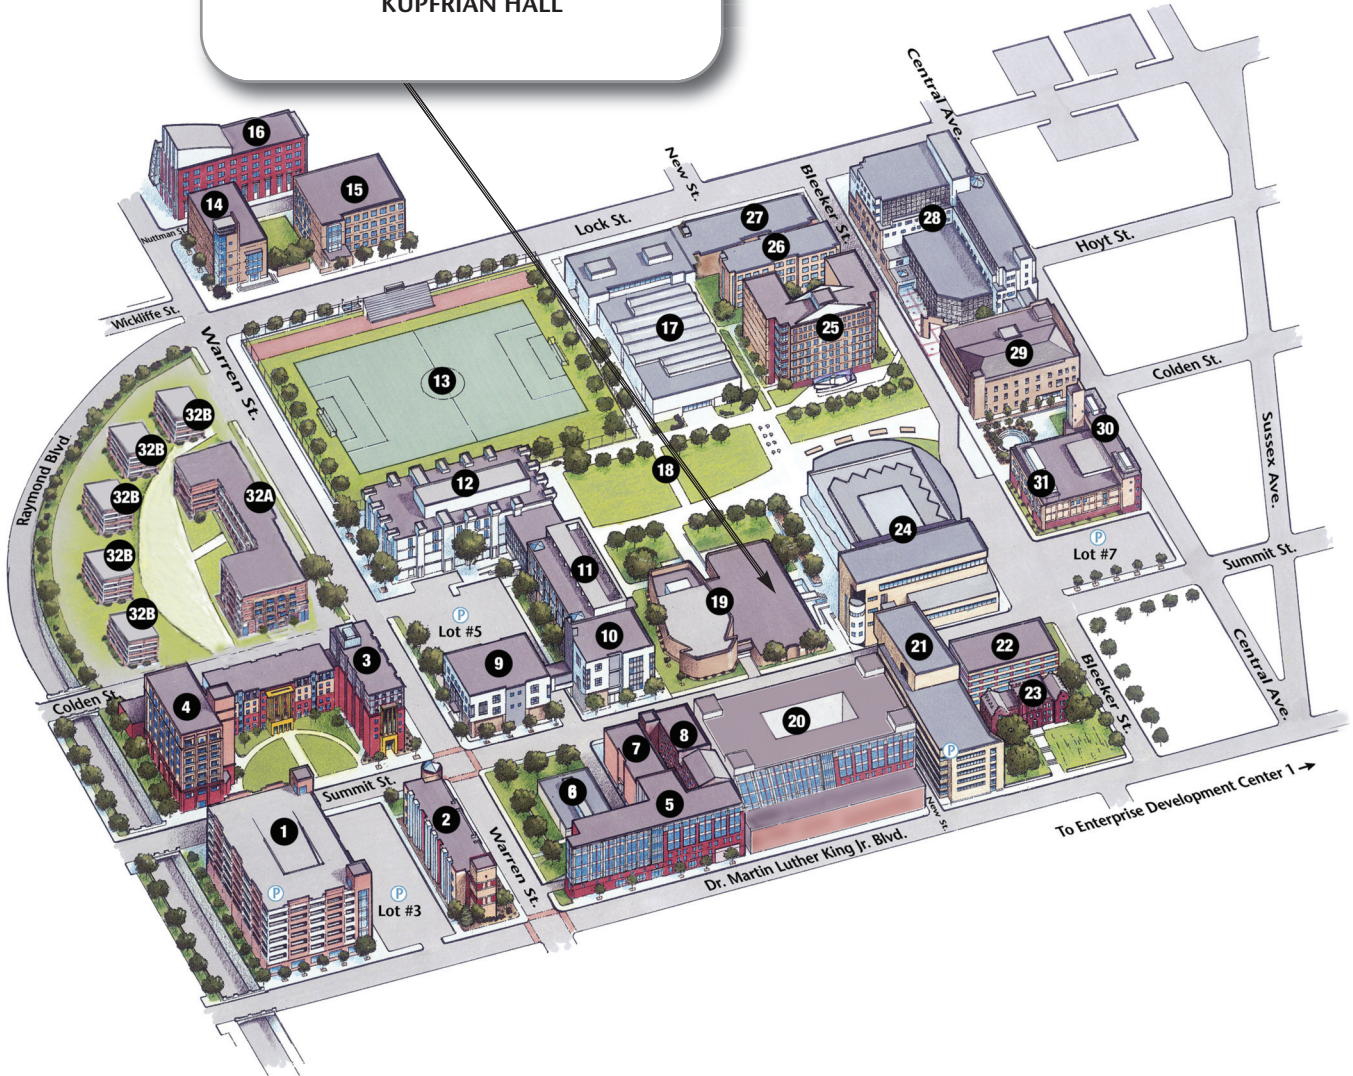 KUPFRIAN HALL
Central Ave.
New St.
Bleeker St.
Lock St.
16
15
14
27
28
26
Nuttman St.
Hoyt St.
Wickliffe St.
Warren St.
17
25
29
13
Colden St.
32B
30
Raymond Blvd
32B
18
Sussex Ave.
12
31
32A
32B
24
Lot #7
Summit St.
32B
11
19
32B
Lot #5
10
21
22
Central Ave.
9
3
Bleeker St.
Colden St.
4
23
20
8
7
Summit St.
6
5
2
1
New St.
To Enterprise Development Center 1
Warren St.
Dr. Martin Luther King Jr. Blvd.
Lot #3
P
P
P
P
P